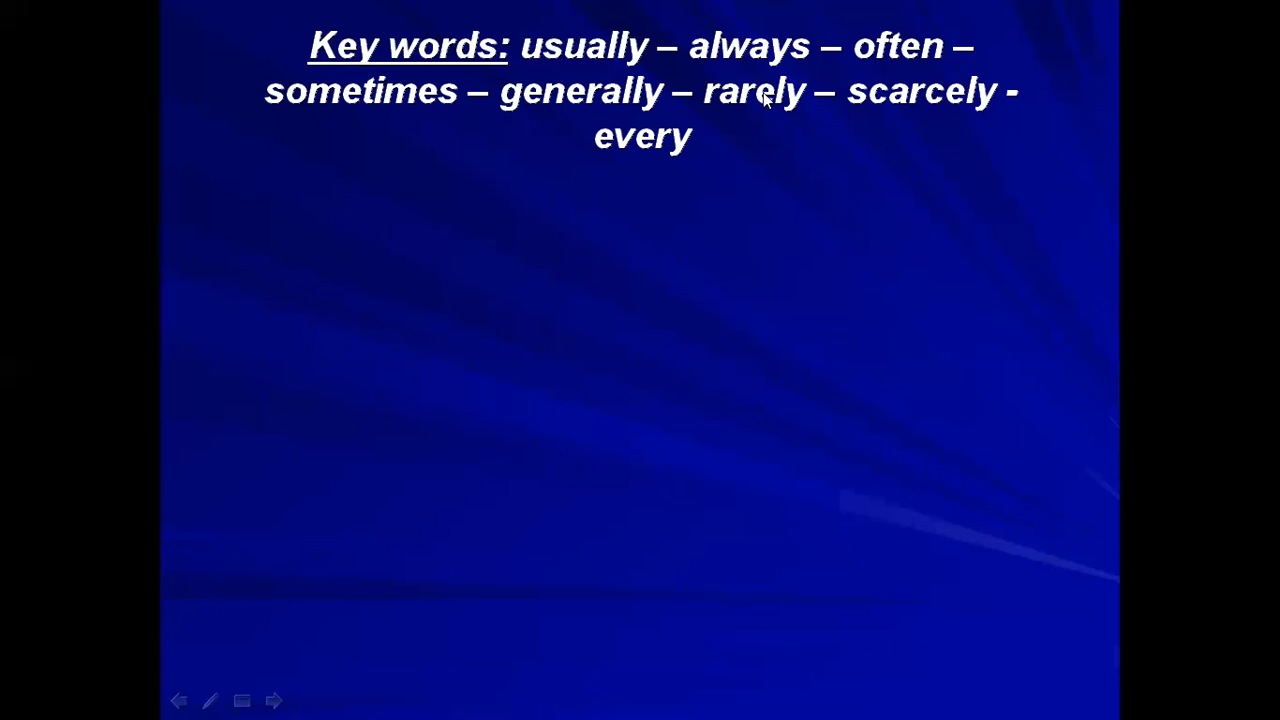 Key words: usually – always – often –
sometimes – generally – rarely – scarcely -
every